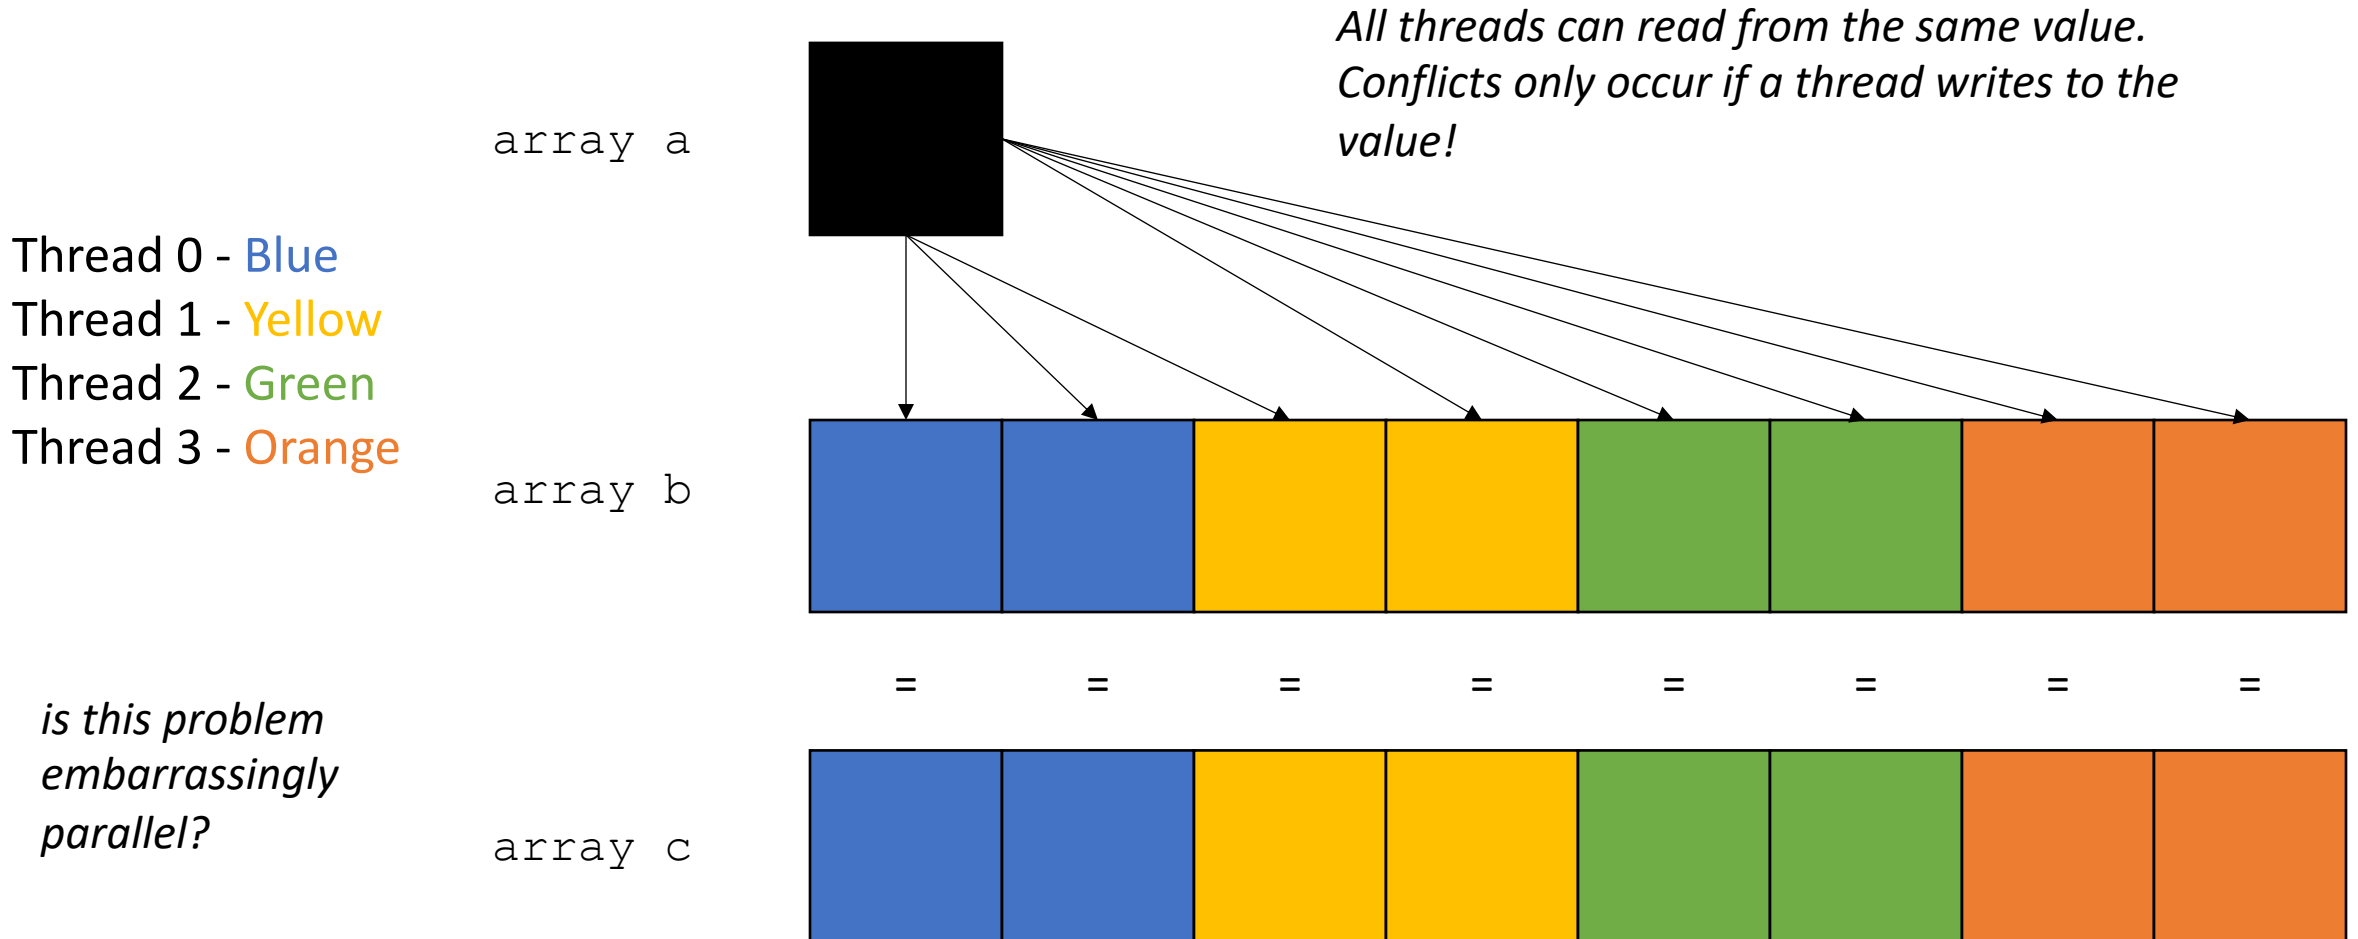 All threads can read from the same value.
Conflicts only occur if a thread writes to the
value!
array a
Thread 0 - Blue
Thread 1 - Yellow
Thread 2 - Green
Thread 3 - Orange
array b
= = = = = = = =
is this problem
embarrassingly
parallel?
array c